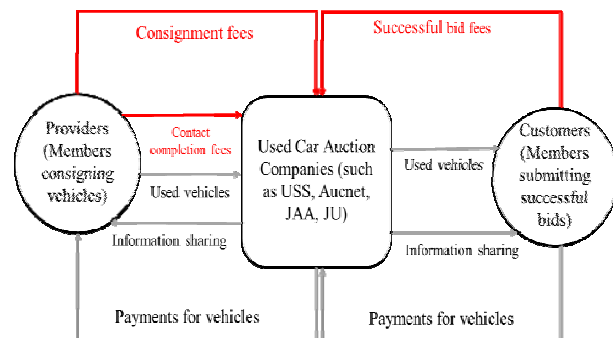 Consignment fees
Successful bid fees
Providers
(Members
consigning
vehicles)
Contact
completion fees
Used vehicles
Information sharing
Used Car Auction
Companies (such
as USS, Aucnet,
JAA, JU)
Used vehicles
Information sharing
Customers
(Members
submitting
successful
bids)
Payments for vehicles
Payments for vehicles